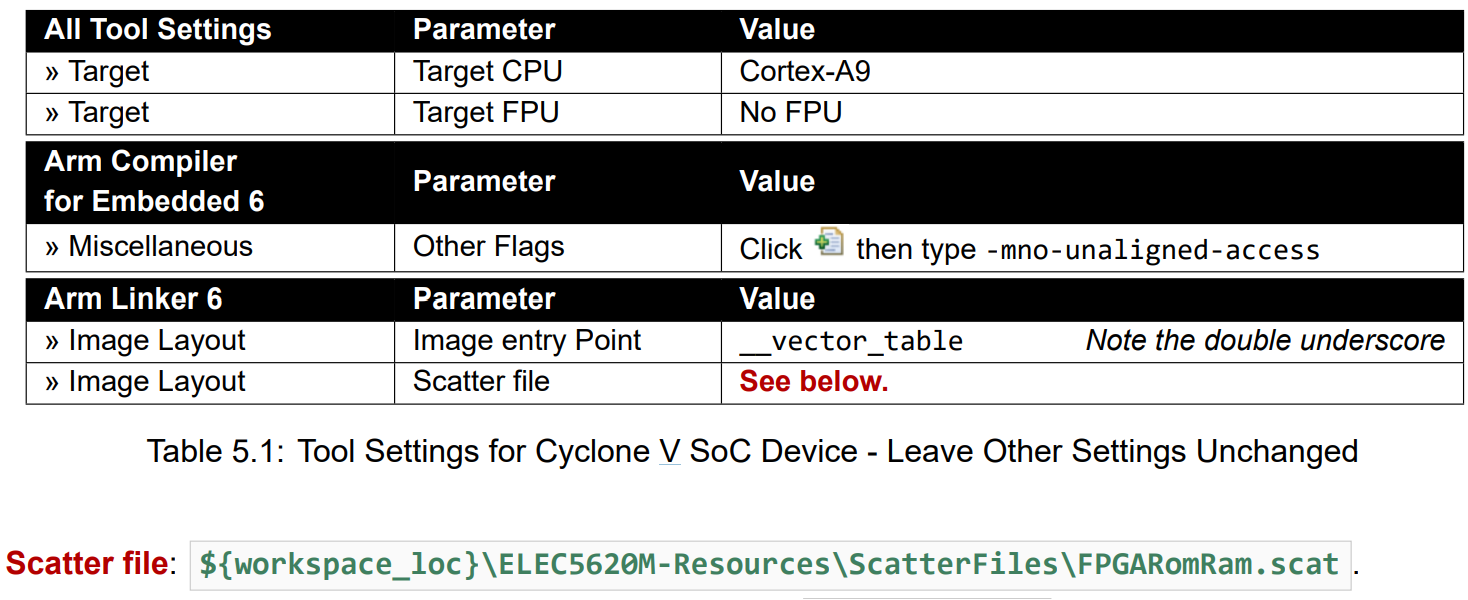 All Tool Settings Parameter Value
» Target Target CPU Cortex-A9
» Target Target FPU No FPU
Arm Compiler
for Embedded 6 Parameter Value
» Miscellaneous Other Flags Click then type -mno-unaligned-access
Arm Linker 6 Parameter Value
» Image Layout Image entry Point __vector_table Note the double underscore
» Image Layout Scatter file See below.
Table 5.1: Tool Settings for Cyclone V SoC Device - Leave Other Settings Unchanged
Scatter file: ${workspace_loc}\ELEC5620M-Resources\ScatterFiles\FPGARomRam.scat .